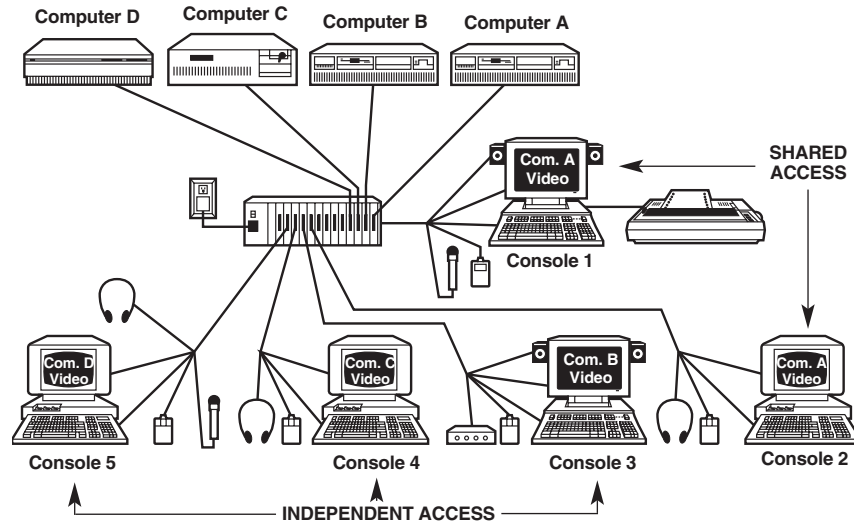 Computer D
Computer C
Computer B
Computer A
Com. A
Video
SHARED
ACCESS
Console 1
Com. D
Video
Com. C
Video
Com. B
Video
Com. A
Video
Console 5
Console 4
Console 3
Console 2
INDEPENDENT ACCESS